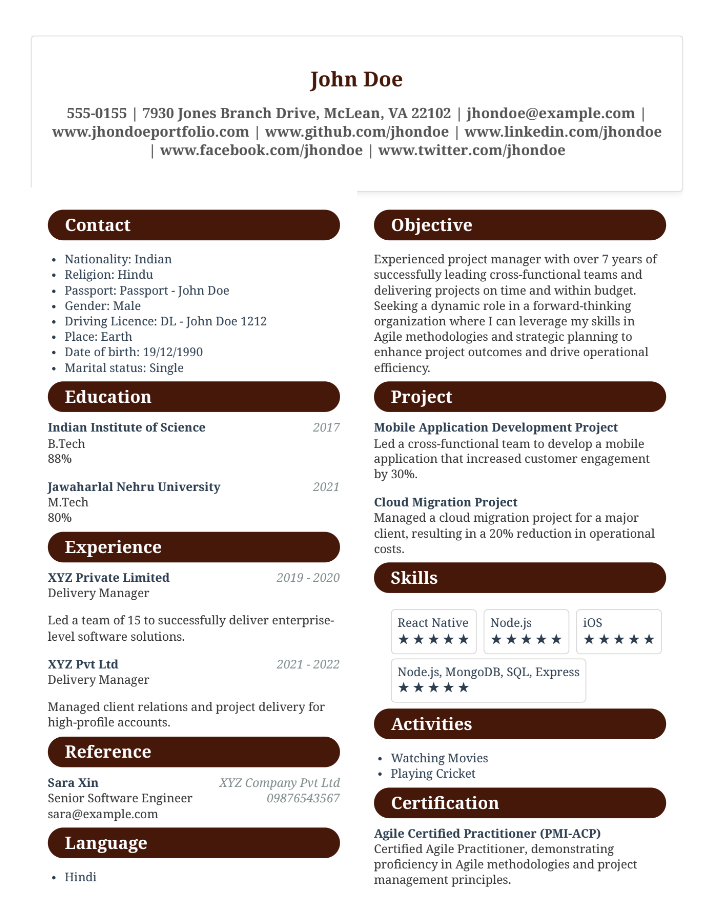 John Doe
555-0155 | 7930 Jones Branch Drive, McLean, VA 22102 | jhondoe@example.com |
www.jhondoeportfolio.com | www.github.com/jhondoe | www.linkedin.com/jhondoe
| www.facebook.com/jhondoe | www.twitter.com/jhondoe
Contact
• Nationality: Indian
• Religion: Hindu
• Passport: Passport - John Doe
• Gender: Male
• Driving Licence: DL - John Doe 1212
• Place: Earth
• Date of birth: 19/12/1990
• Marital status: Single
Education
Indian Institute of Science 2017
B.Tech
88%
Jawaharlal Nehru University 2021
M.Tech
80%
Experience
XYZ Private Limited 2019 - 2020
Delivery Manager
Led a team of 15 to successfully deliver enterprise-
level software solutions.
XYZ Pvt Ltd 2021 - 2022
Delivery Manager
Managed client relations and project delivery for
high-profile accounts.
Reference
Sara Xin XYZ Company Pvt Ltd
Senior Software Engineer 09876543567
sara@example.com
Language
• Hindi
Objective
Experienced project manager with over 7 years of
successfully leading cross-functional teams and
delivering projects on time and within budget.
Seeking a dynamic role in a forward-thinking
organization where I can leverage my skills in
Agile methodologies and strategic planning to
enhance project outcomes and drive operational
efficiency.
Project
Mobile Application Development Project
Led a cross-functional team to develop a mobile
application that increased customer engagement
by 30%.
Cloud Migration Project
Managed a cloud migration project for a major
client, resulting in a 20% reduction in operational
costs.
Skills
React Native Node.js iOS
★ ★ ★ ★ ★ ★ ★ ★ ★ ★ ★ ★ ★ ★ ★
Node.js, MongoDB, SQL, Express
★ ★ ★ ★ ★
Activities
• Watching Movies
• Playing Cricket
Certification
Agile Certified Practitioner (PMI-ACP)
Certified Agile Practitioner, demonstrating
proficiency in Agile methodologies and project
management principles.